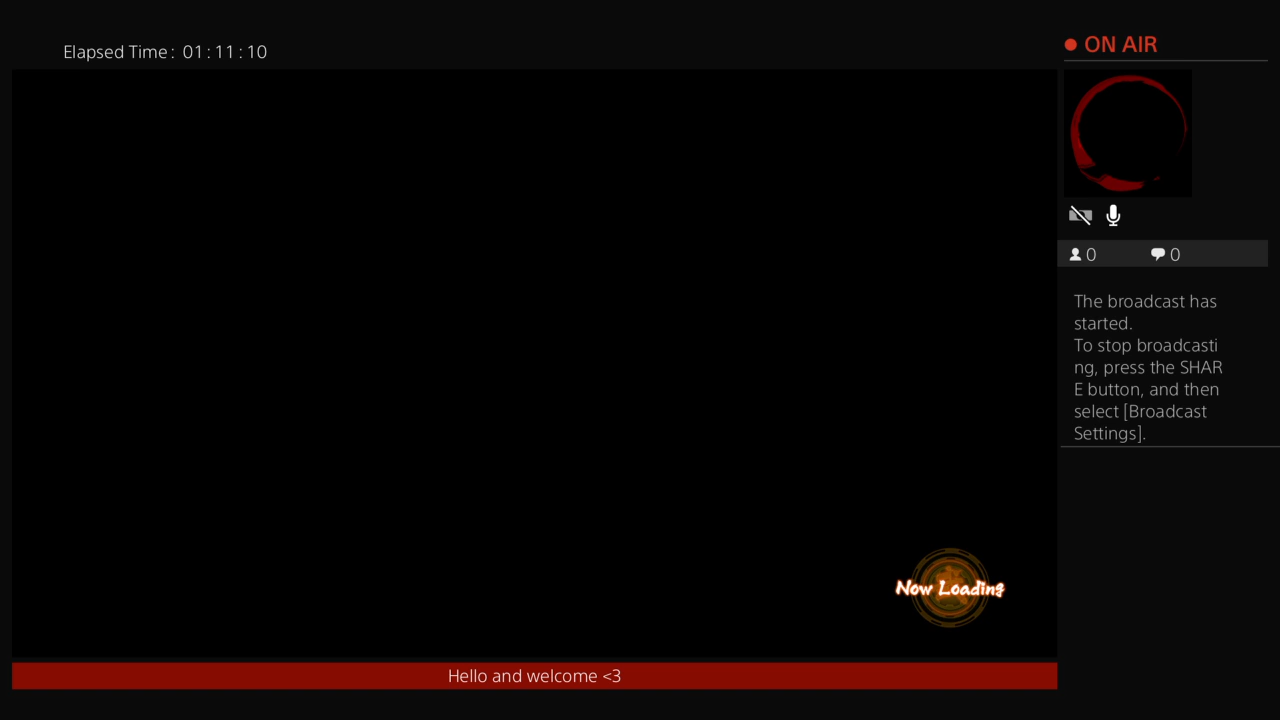 Elapsed Time: 01:11:10
ON AIR
0 0
The broadcast has
started.
To stop broadcasti
ng, press the SHAR
E button, and then
select [Broadcast
Settings].
Now Loading
Hello and welcome <3